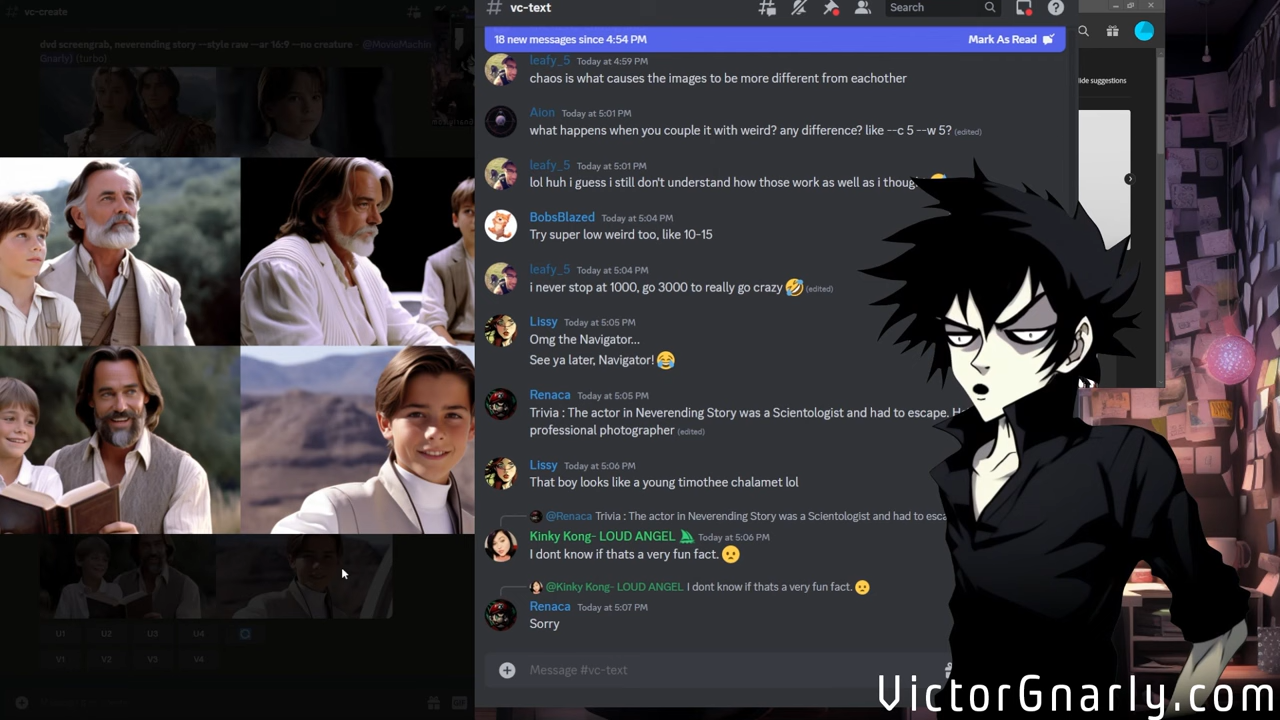 vc-create
dvd screengrab, neverending story --style raw --ar 16:9 --no creature - @MovieMachin
Gnarly} (turbo)
U1 U2 U3 U4
V1 V2 V3 V4
vc-text
Search
18 new messages since 4:54 PM
Mark As Read
leafy_5 Today at 4:59 PM
chaos is what causes the images to be more different from eachother
Aion Today at 5:01 PM
what happens when you couple it with weird? any difference? like --c 5 --w 5? (edited)
leafy_5 Today at 5:01 PM
lol huh i guess i still don't understand how those work as well as i thoug
BobsBlazed Today at 5:04 PM
Try super low weird too, like 10-15
leafy_5 Today at 5:04 PM
i never stop at 1000, go 3000 to really go crazy 🤣 (edited)
Lissy Today at 5:05 PM
Omg the Navigator...
See ya later, Navigator! 😂
Renaca Today at 5:05 PM
Trivia : The actor in Neverending Story was a Scientologist and had to escape. H
professional photographer (edited)
Lissy Today at 5:06 PM
That boy looks like a young timothee chalamet lol
@Renaca Trivia : The actor in Neverending Story was a Scientologist and had to esca
Kinky Kong- LOUD ANGEL Today at 5:06 PM
I dont know if thats a very fun fact. 😟
@Kinky Kong- LOUD ANGEL I dont know if thats a very fun fact. 😟
Renaca Today at 5:07 PM
Sorry
Message #vc-text
ide suggestions
VictorGnarly.com